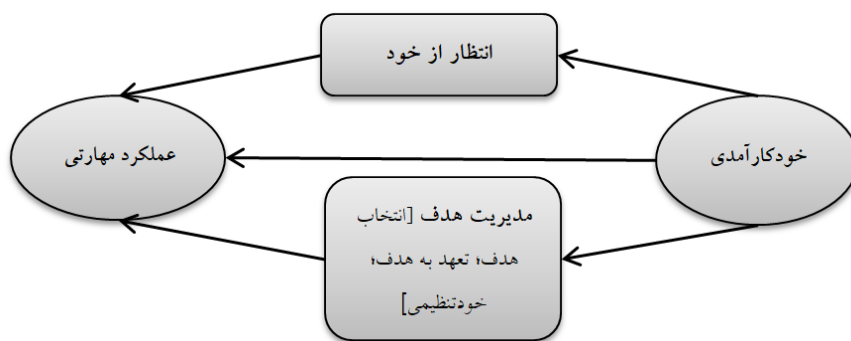 انتظار از خود
خودکارآمدی
عملکرد مهارتی
مدیریت هدف [انتخاب
هدف؛ تعهد به هدف؛
خودتنظیمی]